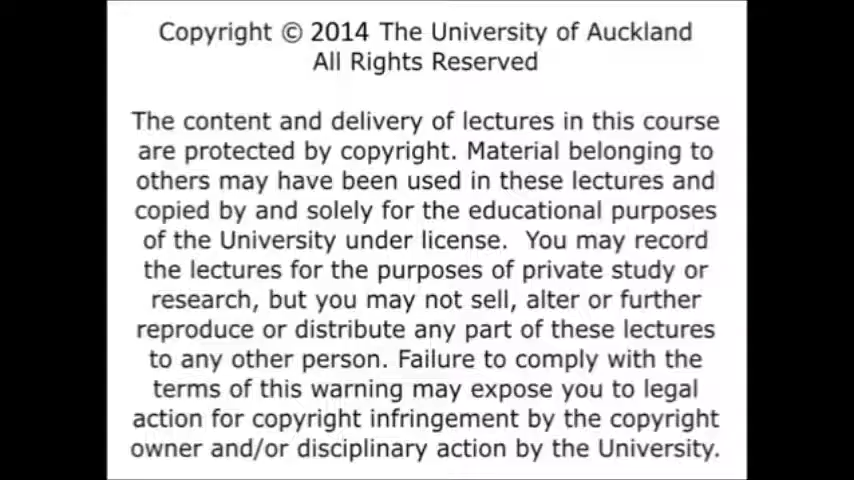 Copyright © 2014 The University of Auckland
All Rights Reserved
The content and delivery of lectures in this course
are protected by copyright. Material belonging to
others may have been used in these lectures and
copied by and solely for the educational purposes
of the University under license.  You may record
the lectures for the purposes of private study or
research, but you may not sell, alter or further
reproduce or distribute any part of these lectures
to any other person. Failure to comply with the
terms of this warning may expose you to legal
action for copyright infringement by the copyright
owner and/or disciplinary action by the University.